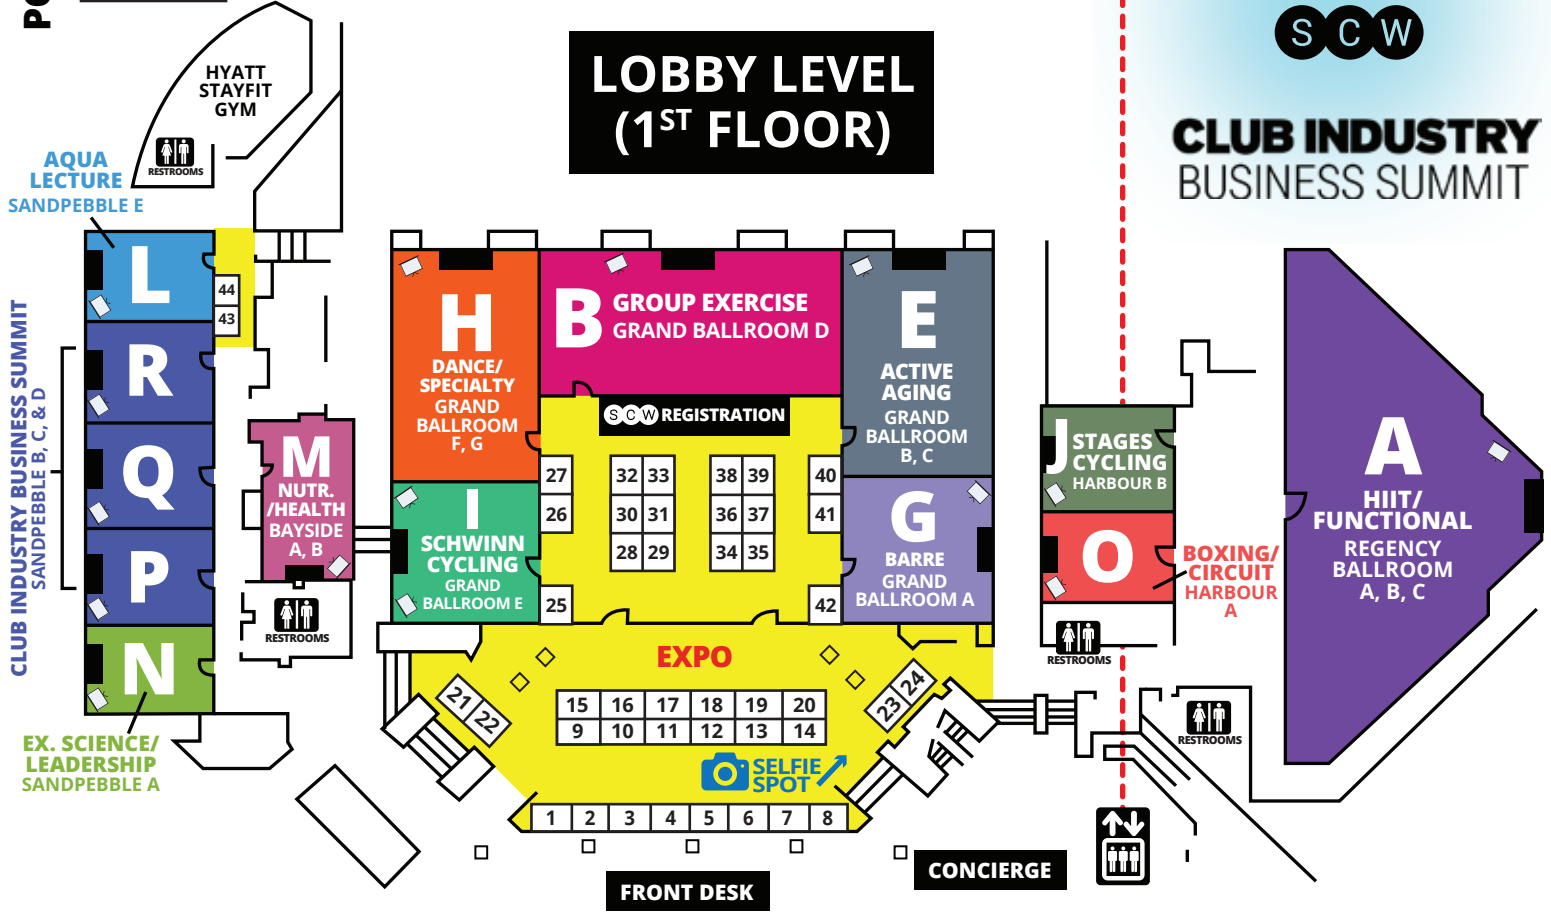 PO
LOBBY LEVEL
(1ST FLOOR)
SCW
CLUB INDUSTRY
BUSINESS SUMMIT
HYATT
STAYFIT
GYM
RESTROOMS
AQUA
LECTURE
SANDPEBBLE E
L
44
43
CLUB INDUSTRY BUSINESS SUMMIT
SANDPEBBLE B, C, & D
R
Q
P
N
EX. SCIENCE/
LEADERSHIP
SANDPEBBLE A
M
NUTR.
/HEALTH
BAYSIDE
A, B
RESTROOMS
H
DANCE/
SPECIALTY
GRAND
BALLROOM
F, G
I
SCHWINN
CYCLING
GRAND
BALLROOM E
B
GROUP EXERCISE
GRAND BALLROOM D
E
ACTIVE
AGING
GRAND
BALLROOM
B, C
G
BARRE
GRAND
BALLROOM A
SCW REGISTRATION
27
26
25
32 33
30 31
28 29
38 39
36 37
34 35
40
41
42
EXPO
21
22
15 16 17 18 19 20
9 10 11 12 13 14
23
24
SELFIE
SPOT
1 2 3 4 5 6 7 8
FRONT DESK
CONCIERGE
J
STAGES
CYCLING
HARBOUR B
O
BOXING/
CIRCUIT
HARBOUR
A
RESTROOMS
RESTROOMS
A
HIIT/
FUNCTIONAL
REGENCY
BALLROOM
A, B, C